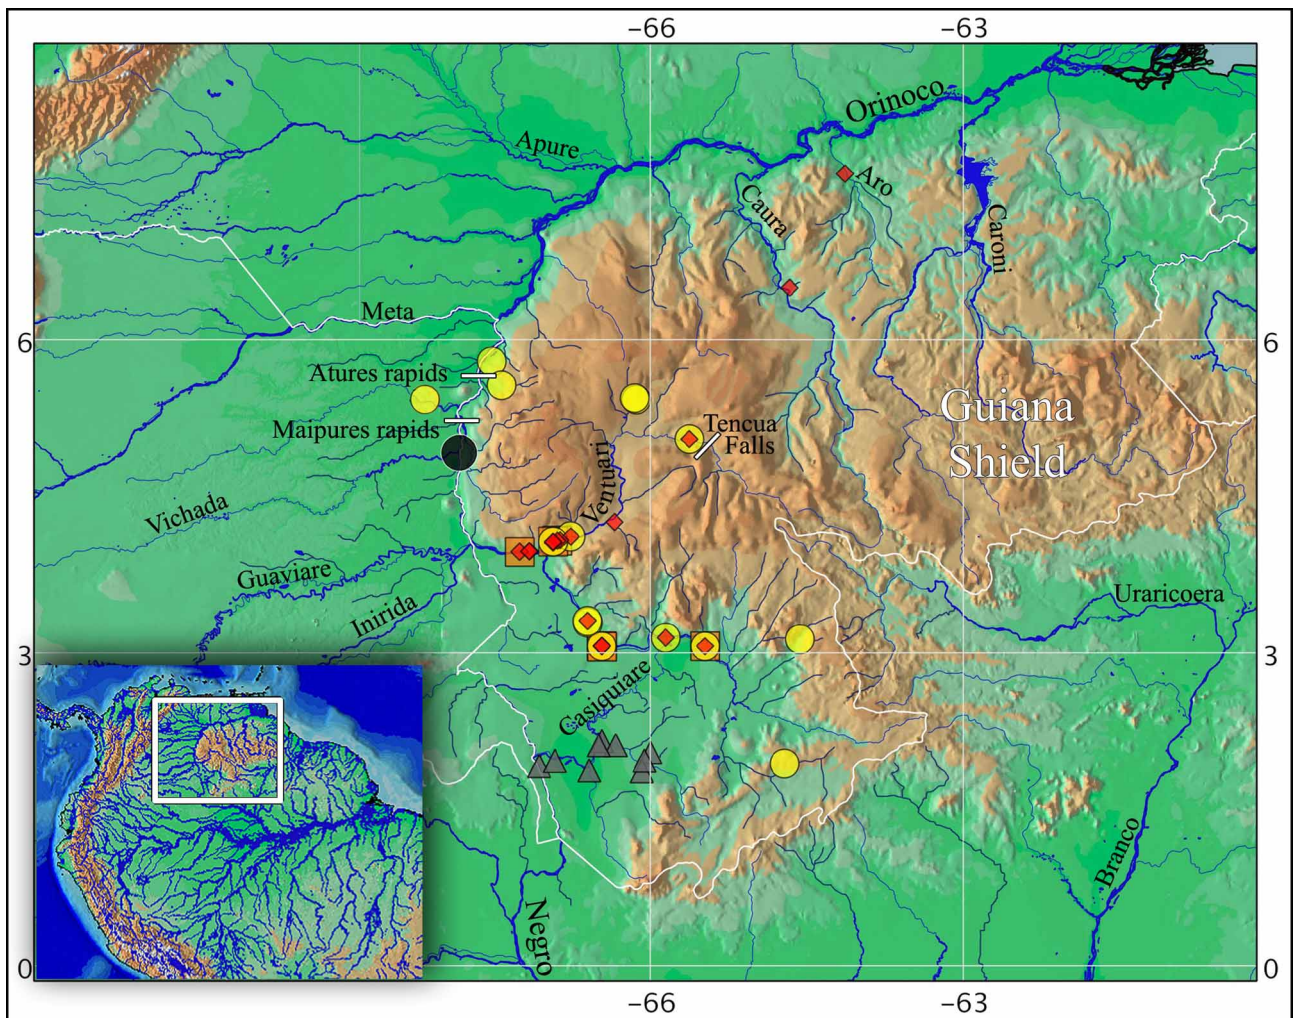 −66
−63
Orinoco
Apure
Aro
Caura
Caroni
Meta
6
6
Atures rapids
Guiana
Shield
Maipures rapids
Tencua
Falls
Ventuari
Vichada
Guaviare
Uraricoera
Inirida
3
3
Casiquiare
Branco
Negro
0
0
−66
−63